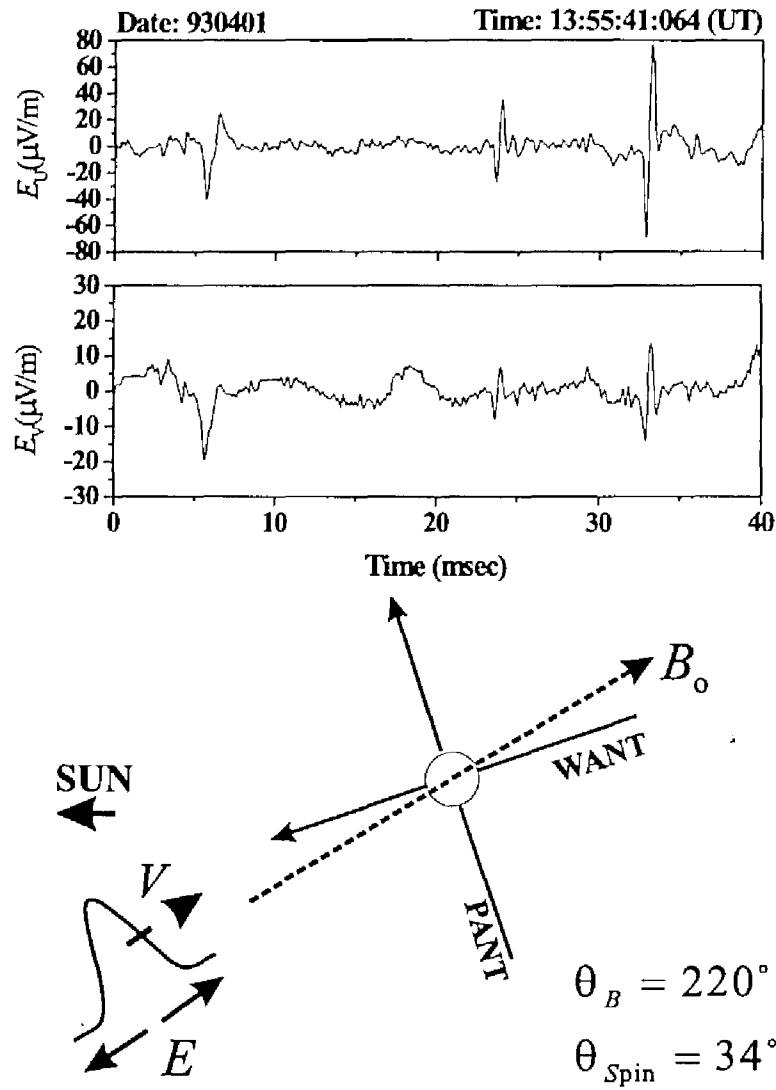 Date: 930401 Time: 13:55:41:064 (UT)
80
60
40
20
0
-20
-40
-60
-80
E_U(μV/m)
30
20
10
0
-10
-20
-30
E_V(μV/m)
0 10 20 30 40
Time (msec)
B_o
WANT
SUN
V
PANT
E
θ_B = 220°
θ_Spin = 34°